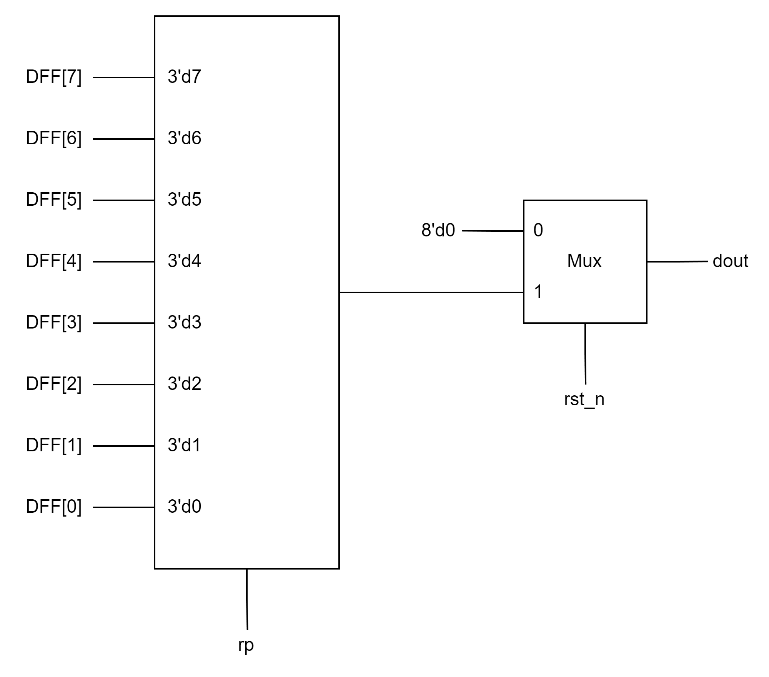 DFF[7] 3'd7
DFF[6] 3'd6
DFF[5] 3'd5
8'd0 0
DFF[4] 3'd4 Mux dout
1
DFF[3] 3'd3
DFF[2] 3'd2
rst_n
DFF[1] 3'd1
DFF[0] 3'd0
rp